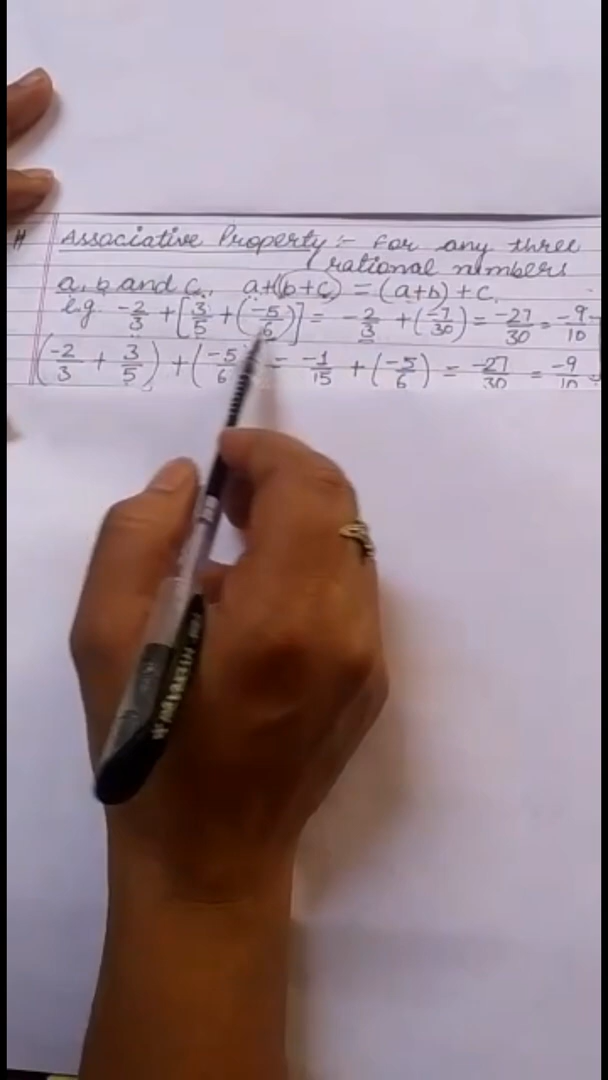 # Associative Property :- For any three
rational numbers
a, b and c, a+(b+c) = (a+b)+c.
e.g. -2/3 + [3/5 + (-5/6)] = -2/3 + (-7/30) = -27/30 = -9/10
(-2/3 + 3/5) + (-5/6) = -1/15 + (-5/6) = -27/30 = -9/10